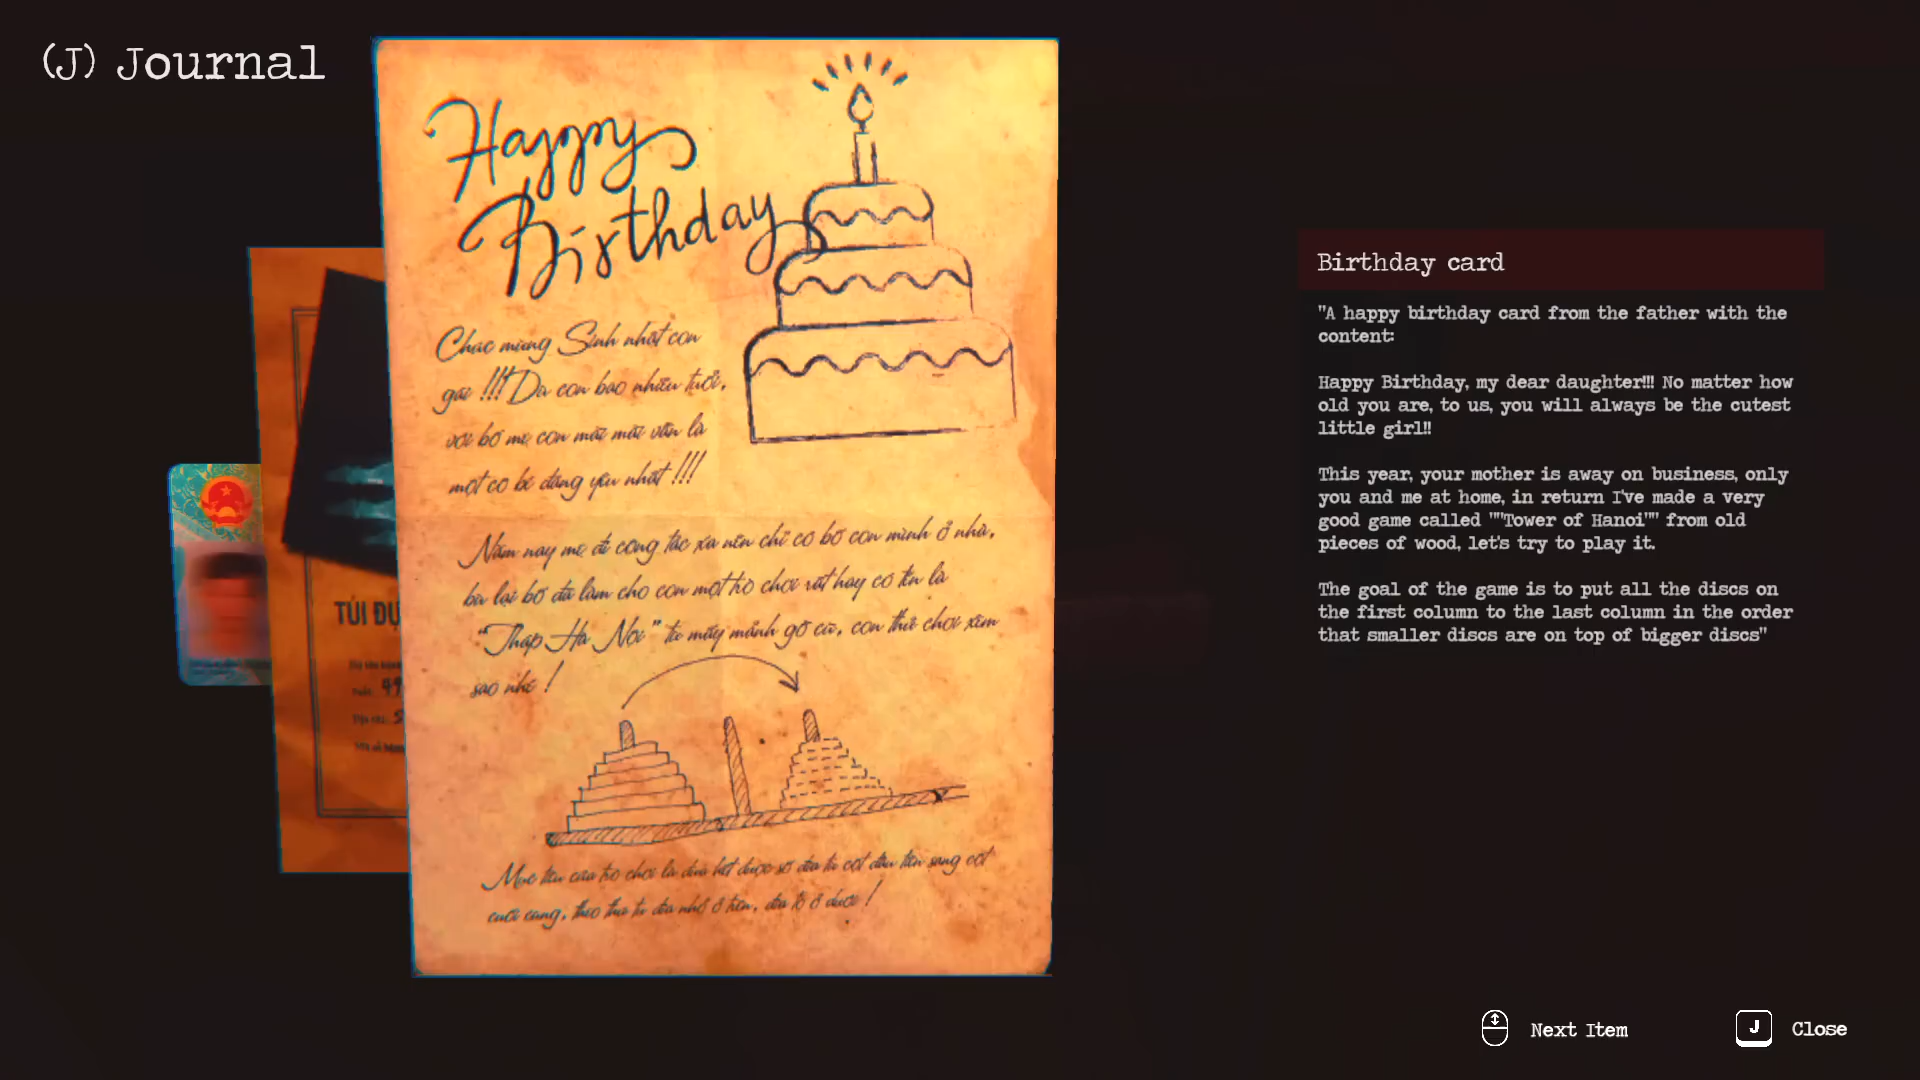 (J) Journal
Happy
Birthday
Chúc mừng Sinh nhật con
gái !!! Dù con bao nhiêu tuổi,
với bố mẹ con mãi mãi vẫn là
một cô bé đáng yêu nhất !!!
Năm nay mẹ đi công tác xa nên chỉ có bố con mình ở nhà,
bù lại bố đã làm cho con một trò chơi rất hay có tên là
"Tháp Hà Nội" từ mấy mảnh gỗ cũ, con thử chơi xem
sao nhé !
Mục tiêu của trò chơi là đưa hết được số đĩa từ cột đầu tiên sang cột
cuối cùng, theo thứ tự đĩa nhỏ ở trên, đĩa to ở dưới !
TÚI ĐỰ
Birthday card
"A happy birthday card from the father with the
content:
Happy Birthday, my dear daughter!!! No matter how
old you are, to us, you will always be the cutest
little girl!!
This year, your mother is away on business, only
you and me at home, in return I've made a very
good game called ""Tower of Hanoi"" from old
pieces of wood, let's try to play it.
The goal of the game is to put all the discs on
the first column to the last column in the order
that smaller discs are on top of bigger discs"
Next Item
J Close